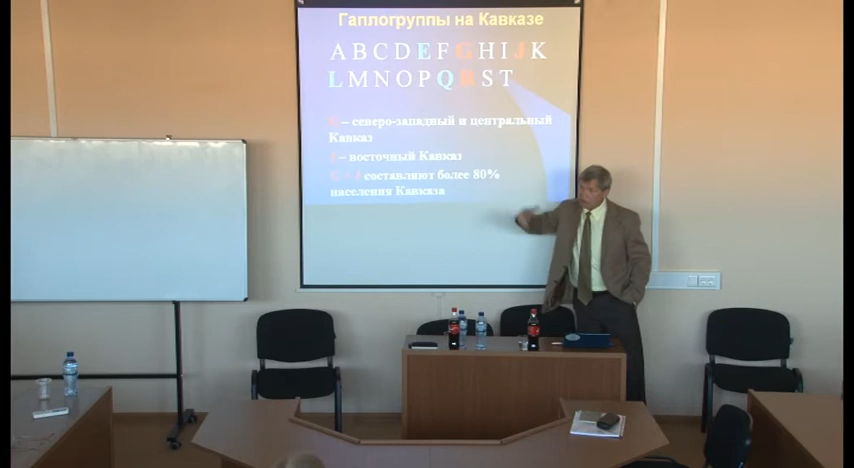 Гаплогруппы на Кавказе
A B C D E F G H I J K
L M N O P Q R S T
G – северо-западный и центральный
Кавказ
J – восточный Кавказ
G + J составляют более 80%
населения Кавказа